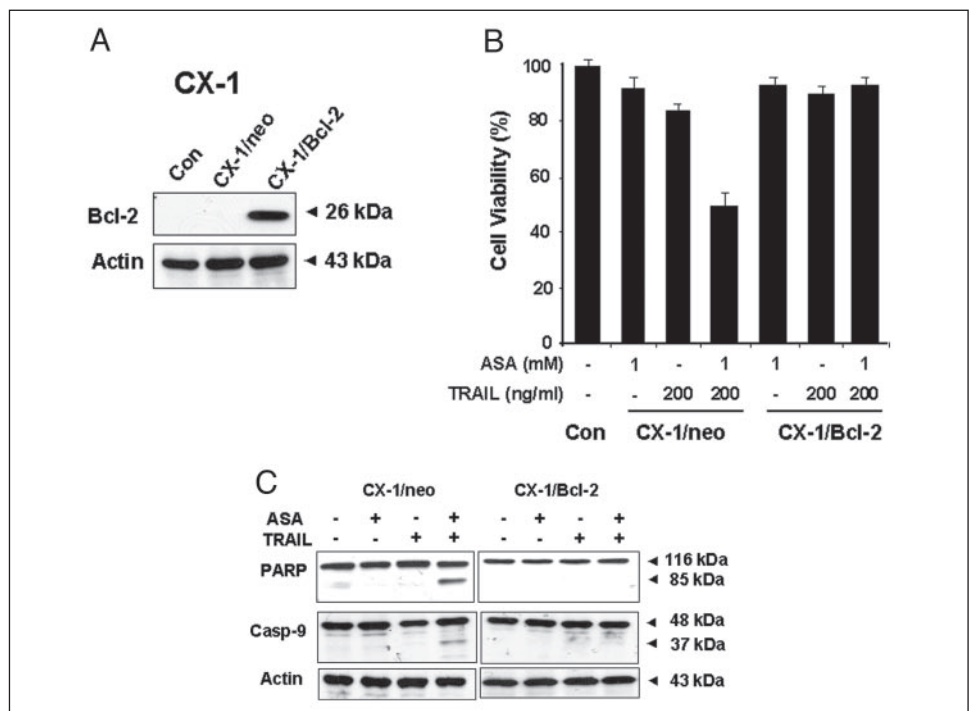 A
CX-1
Con CX-1/neo CX-1/Bcl-2
Bcl-2 ◄ 26 kDa
Actin ◄ 43 kDa
B
Cell Viability (%)
100
80
60
40
20
0
ASA (mM) - 1 - 1 1 - 1
TRAIL (ng/ml) - - 200 200 - 200 200
Con CX-1/neo CX-1/Bcl-2
C
CX-1/neo CX-1/Bcl-2
ASA - + - + - + - +
TRAIL - - + + - - + +
PARP ◄ 116 kDa
◄ 85 kDa
Casp-9 ◄ 48 kDa
◄ 37 kDa
Actin ◄ 43 kDa